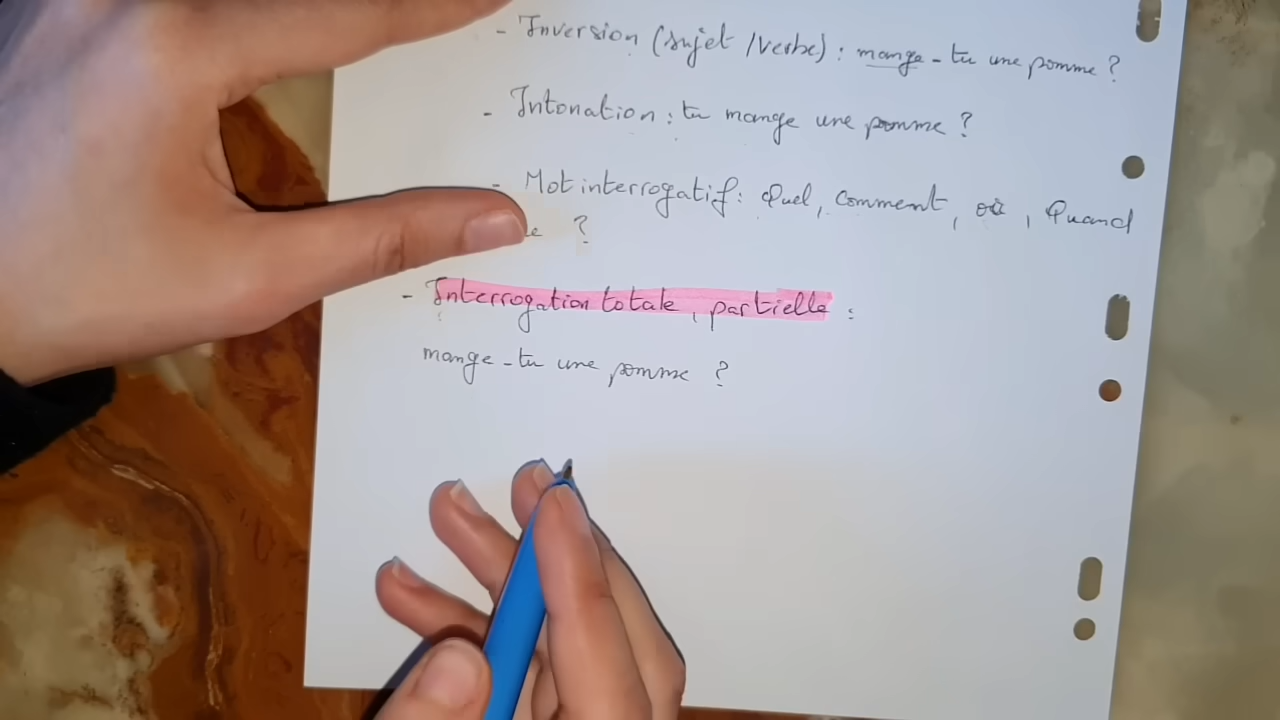 - Inversion (sujet /verbe) : mange-tu une pomme ?
- Intonation : tu mange une pomme ?
- Mot interrogatif : Quel, comment, où, Quand
?
- Interrogation totale, partielle :
mange-tu une pomme ?